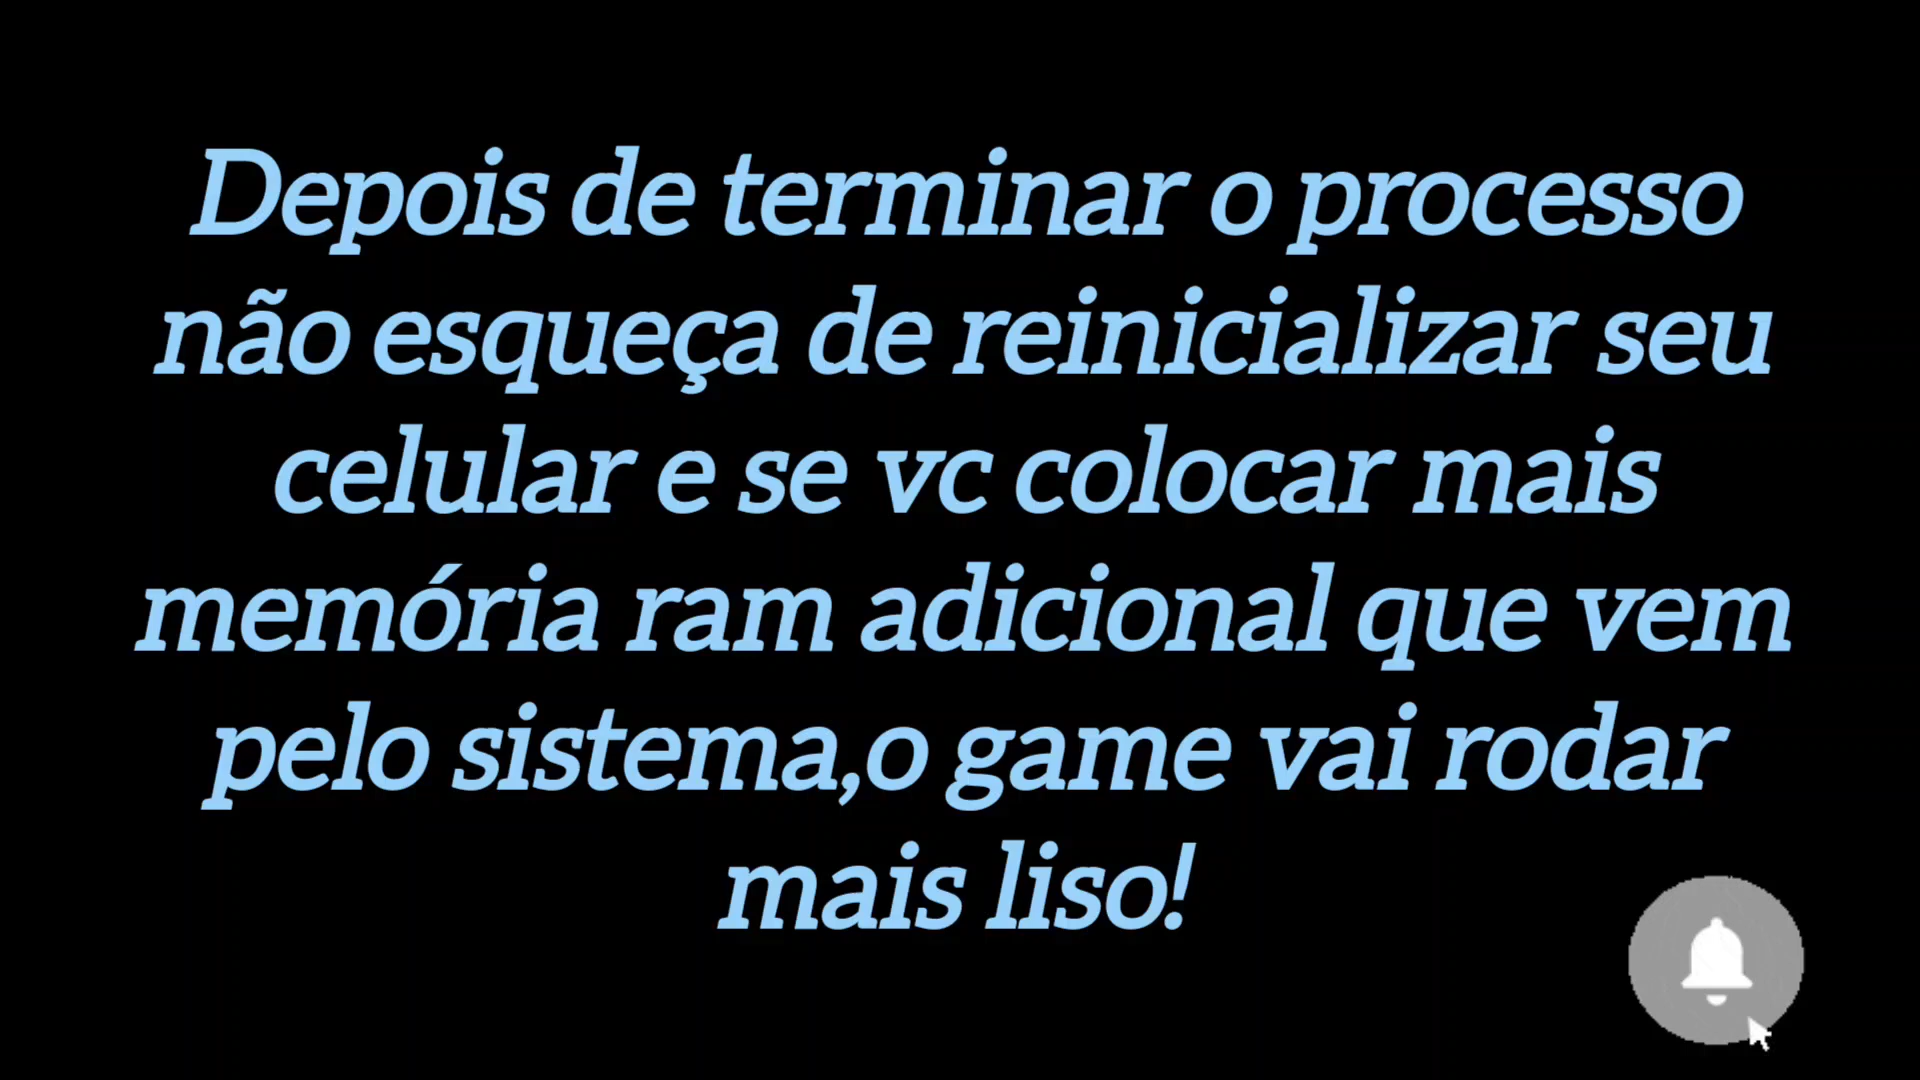 Depois de terminar o processo
não esqueça de reinicializar seu
celular e se vc colocar mais
memória ram adicional que vem
pelo sistema,o game vai rodar
mais liso!